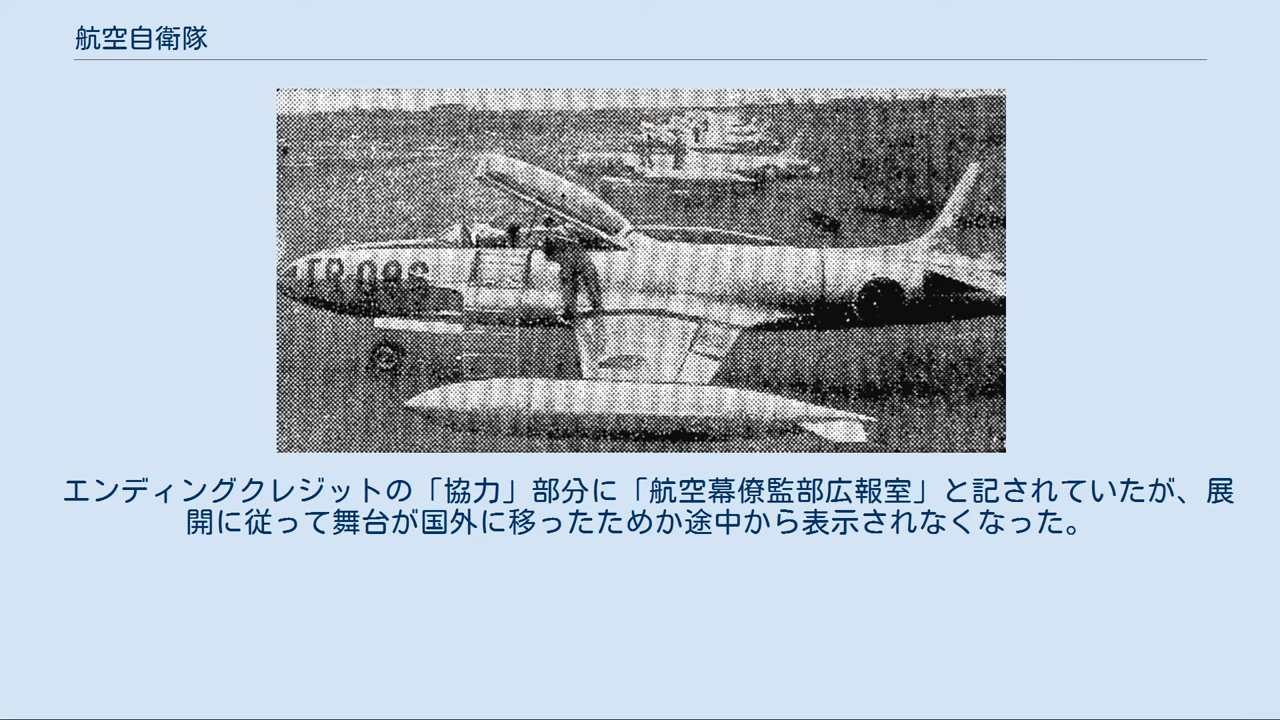 航空自衛隊
TR-096
エンディングクレジットの「協力」部分に「航空幕僚監部広報室」と記されていたが、展
開に従って舞台が国外に移ったためか途中から表示されなくなった。